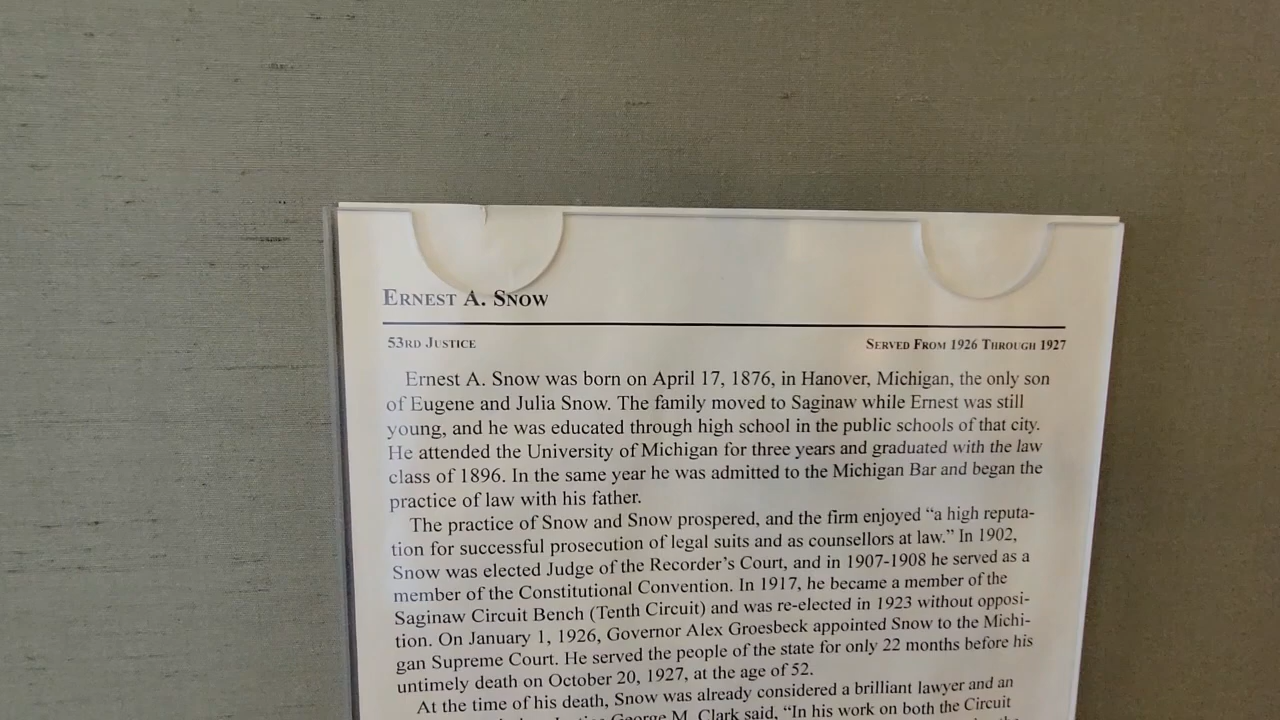 ERNEST A. SNOW
53RD JUSTICE SERVED FROM 1926 THROUGH 1927
Ernest A. Snow was born on April 17, 1876, in Hanover, Michigan, the only son
of Eugene and Julia Snow. The family moved to Saginaw while Ernest was still
young, and he was educated through high school in the public schools of that city.
He attended the University of Michigan for three years and graduated with the law
class of 1896. In the same year he was admitted to the Michigan Bar and began the
practice of law with his father.
The practice of Snow and Snow prospered, and the firm enjoyed “a high reputa-
tion for successful prosecution of legal suits and as counsellors at law.” In 1902,
Snow was elected Judge of the Recorder’s Court, and in 1907-1908 he served as a
member of the Constitutional Convention. In 1917, he became a member of the
Saginaw Circuit Bench (Tenth Circuit) and was re-elected in 1923 without opposi-
tion. On January 1, 1926, Governor Alex Groesbeck appointed Snow to the Michi-
gan Supreme Court. He served the people of the state for only 22 months before his
untimely death on October 20, 1927, at the age of 52.
At the time of his death, Snow was already considered a brilliant lawyer and an
George M. Clark said, “In his work on both the Circuit